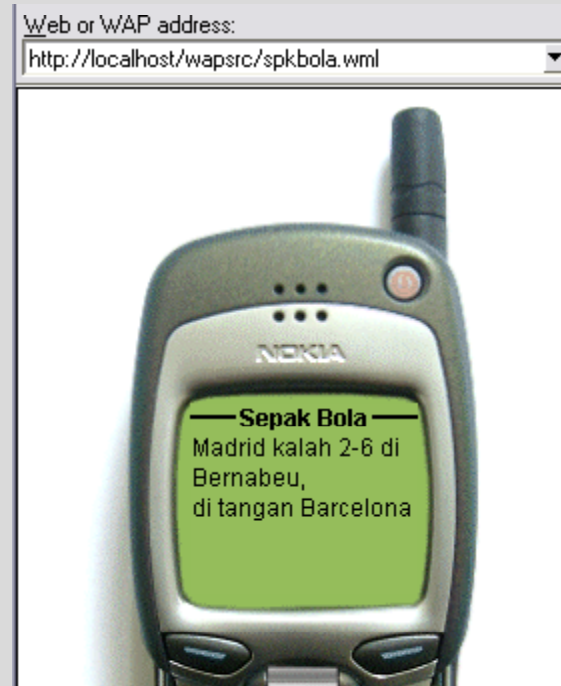 Web or WAP address:
http://localhost/wapsrc/spkbola.wml
NOKIA
Sepak Bola
Madrid kalah 2-6 di
Bernabeu,
di tangan Barcelona